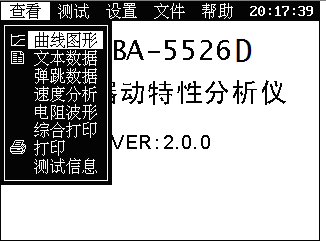 查看 测试 设置 文件 帮助 20:17:39
曲线图形
文本数据
弹跳数据
速度分析
电阻波形
综合打印
打印
测试信息
BA-5526D
器动特性分析仪
VER:2.0.0